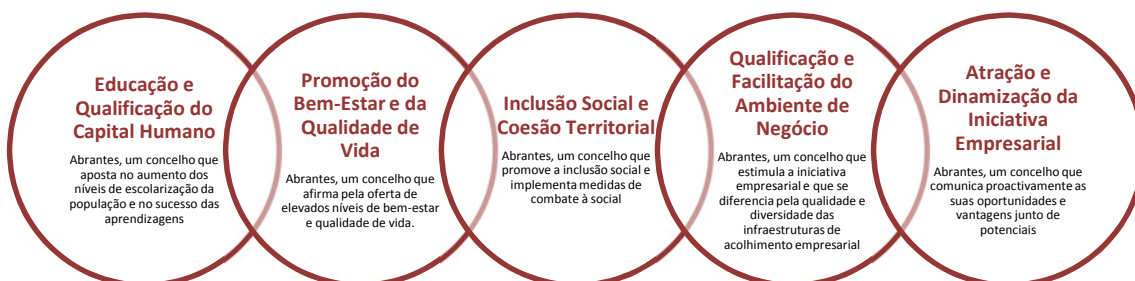 Educação e
Qualificação do
Capital Humano
Abrantes, um concelho que
aposta no aumento dos
níveis de escolarização da
população e no sucesso das
aprendizagens
Promoção do
Bem-Estar e da
Qualidade de
Vida
Abrantes, um concelho que
afirma pela oferta de
elevados níveis de bem-estar
e qualidade de vida.
Inclusão Social e
Coesão Territorial
Abrantes, um concelho que
promove a inclusão social e
implementa medidas de
combate à social
Qualificação e
Facilitação do
Ambiente de
Negócio
Abrantes, um concelho que
estimula a iniciativa
empresarial e que se
diferencia pela qualidade e
diversidade das
infraestruturas de
acolhimento empresarial
Atração e
Dinamização da
Iniciativa
Empresarial
Abrantes, um concelho que
comunica proactivamente as
suas oportunidades e
vantagens junto de
potenciais